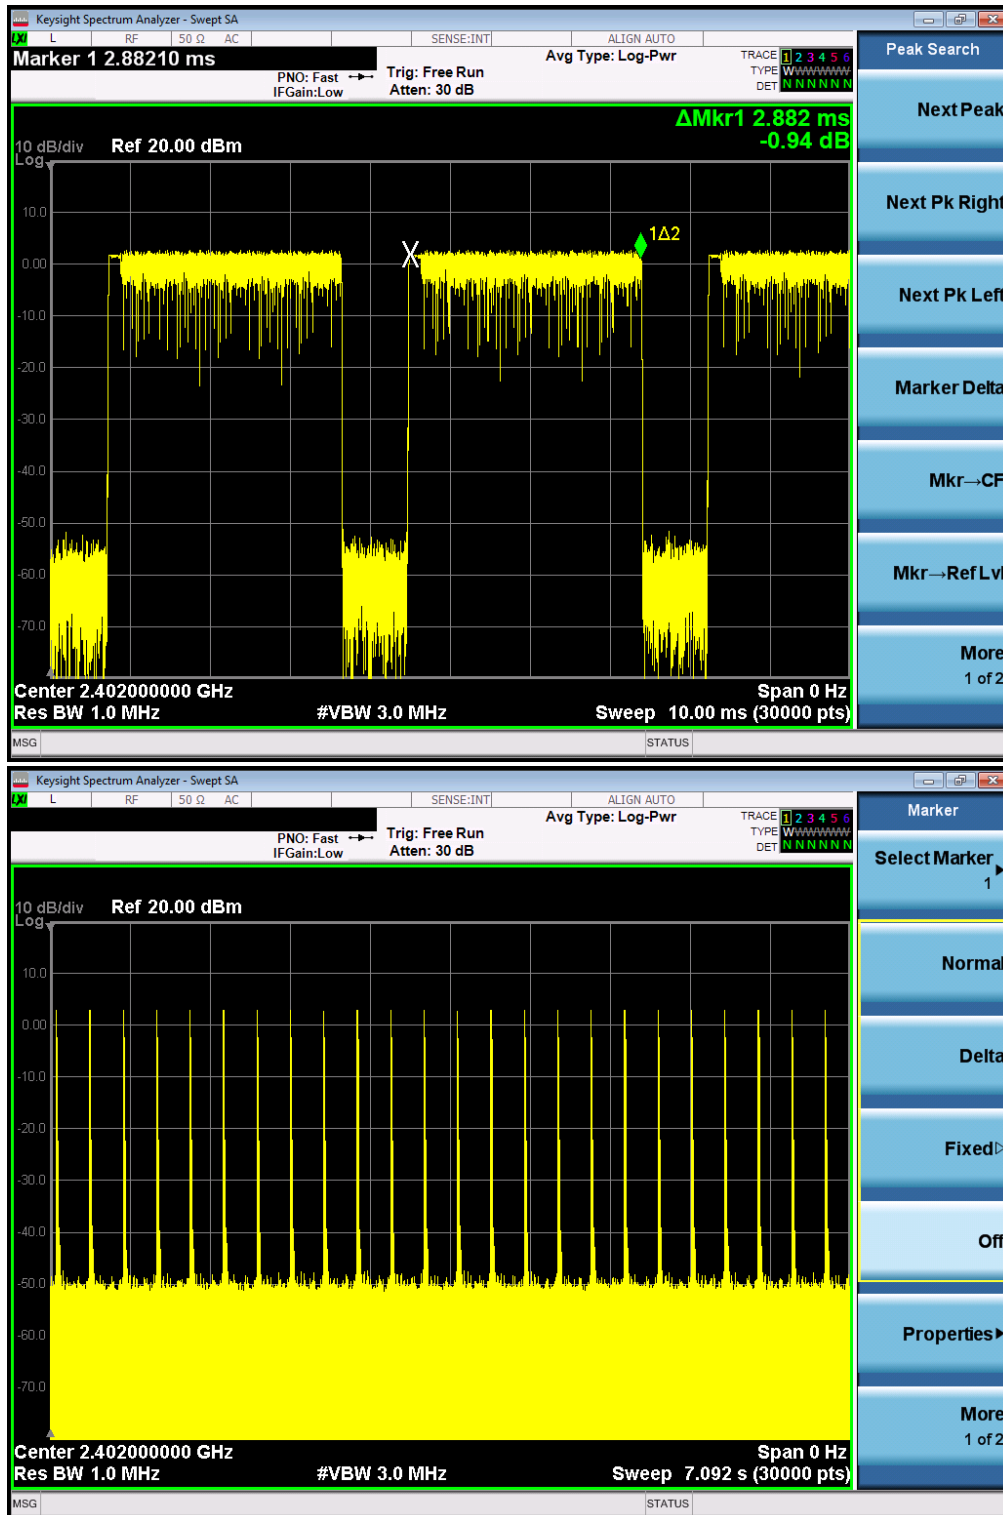 Keysight Spectrum Analyzer - Swept SA
LXI L RF 50 Ω AC SENSE:INT ALIGN AUTO
Marker 1 2.88210 ms
PNO: Fast
IFGain:Low
Trig: Free Run
Atten: 30 dB
Avg Type: Log-Pwr
TRACE 1 2 3 4 5 6
TYPE WWWWWW
DET N N N N N N
ΔMkr1 2.882 ms
-0.94 dB
10 dB/div Ref 20.00 dBm
Log
10.0
1Δ2
0.00
-10.0
-20.0
-30.0
-40.0
-50.0
-60.0
-70.0
Center 2.402000000 GHz Span 0 Hz
Res BW 1.0 MHz #VBW 3.0 MHz Sweep 10.00 ms (30000 pts)
MSG STATUS
Peak Search
Next Peak
Next Pk Right
Next Pk Left
Marker Delta
Mkr→CF
Mkr→Ref Lvl
More
1 of 2
Keysight Spectrum Analyzer - Swept SA
LXI L RF 50 Ω AC SENSE:INT ALIGN AUTO
PNO: Fast
IFGain:Low
Trig: Free Run
Atten: 30 dB
Avg Type: Log-Pwr
TRACE 1 2 3 4 5 6
TYPE WWWWWW
DET N N N N N N
10 dB/div Ref 20.00 dBm
Log
10.0
0.00
-10.0
-20.0
-30.0
-40.0
-50.0
-60.0
-70.0
Center 2.402000000 GHz Span 0 Hz
Res BW 1.0 MHz #VBW 3.0 MHz Sweep 7.092 s (30000 pts)
MSG STATUS
Marker
Select Marker
1
Normal
Delta
Fixed
Off
Properties
More
1 of 2